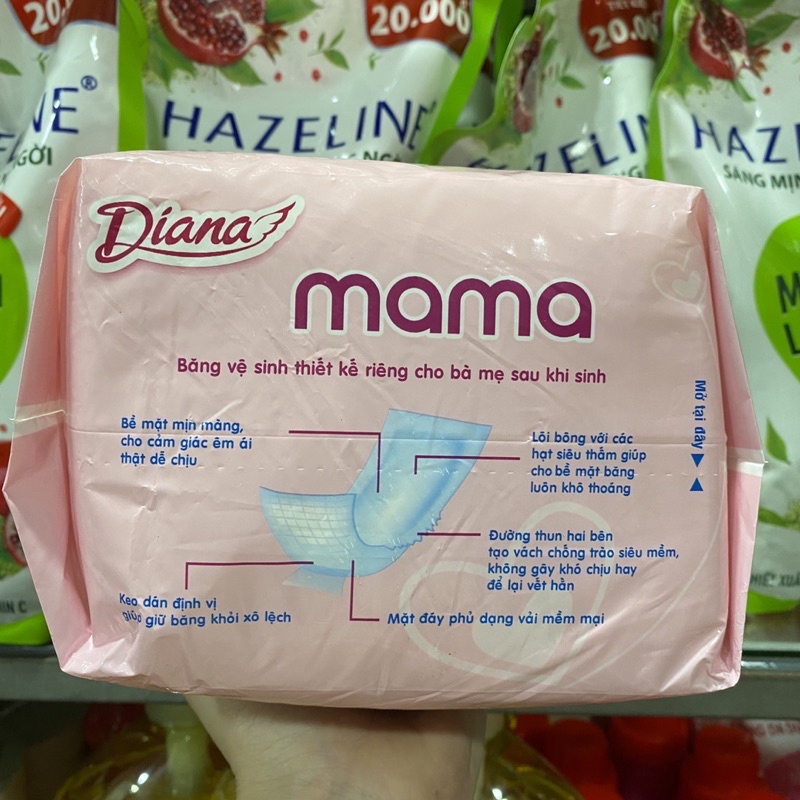 20.000
20.000
HAZELINE
HAZELINE
SÁNG MỊN
Diana
mama
Băng vệ sinh thiết kế riêng cho bà mẹ sau khi sinh
Mở tại đây
Bề mặt mịn màng,
cho cảm giác êm ái
thật dễ chịu
Lõi bông với các
hạt siêu thấm giúp
cho bề mặt băng
luôn khô thoáng
Đường thun hai bên
tạo vách chống trào siêu mềm,
không gây khó chịu hay
để lại vết hằn
Keo dán định vị
giúp giữ băng khỏi xô lệch
Mặt đáy phủ dạng vải mềm mại